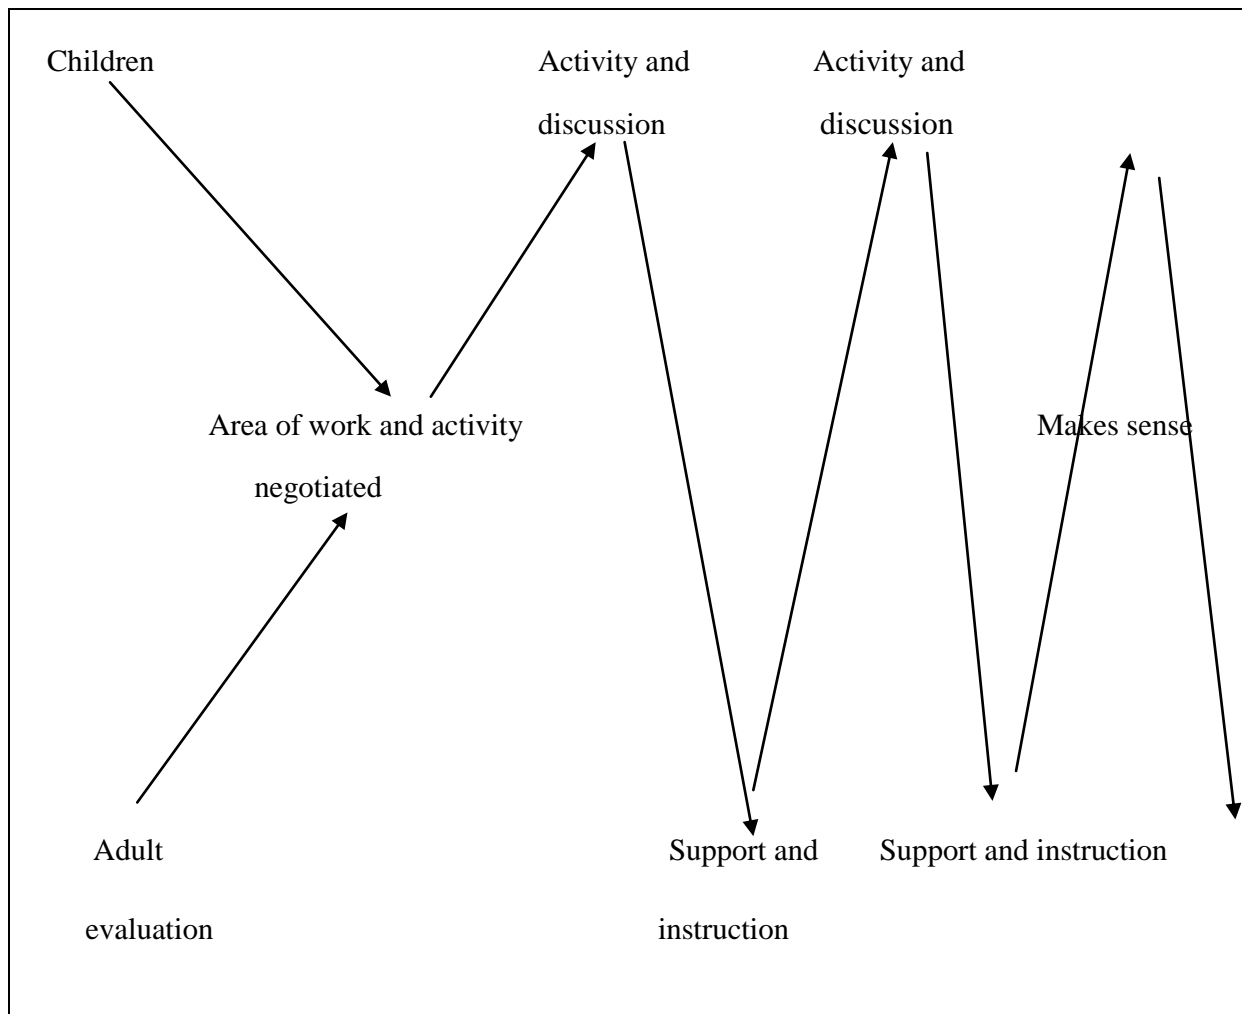 Children
Activity and
discussion
Activity and
discussion
Area of work and activity
negotiated
Makes sense
Adult
evaluation
Support and
instruction
Support and instruction